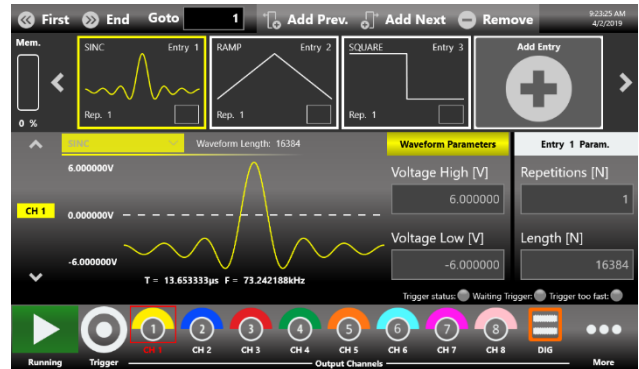 First End Goto 1 Add Prev. Add Next Remove 9:23:25 AM
4/2/2019
Mem.
0 %
SINC Entry 1
Rep. 1
RAMP Entry 2
Rep. 1
SQUARE Entry 3
Rep. 1
Add Entry
SINC Waveform Length: 16384
CH 1
6.000000V
0.000000V
-6.000000V
T = 13.653333µs F = 73.242188kHz
Waveform Parameters
Voltage High [V]
6.000000
Voltage Low [V]
-6.000000
Entry 1 Param.
Repetitions [N]
1
Length [N]
16384
Trigger status: Waiting Trigger: Trigger too fast:
1 2 3 4 5 6 7 8
CH 1 CH 2 CH 3 CH 4 CH 5 CH 6 CH 7 CH 8 DIG
Running Trigger Output Channels More